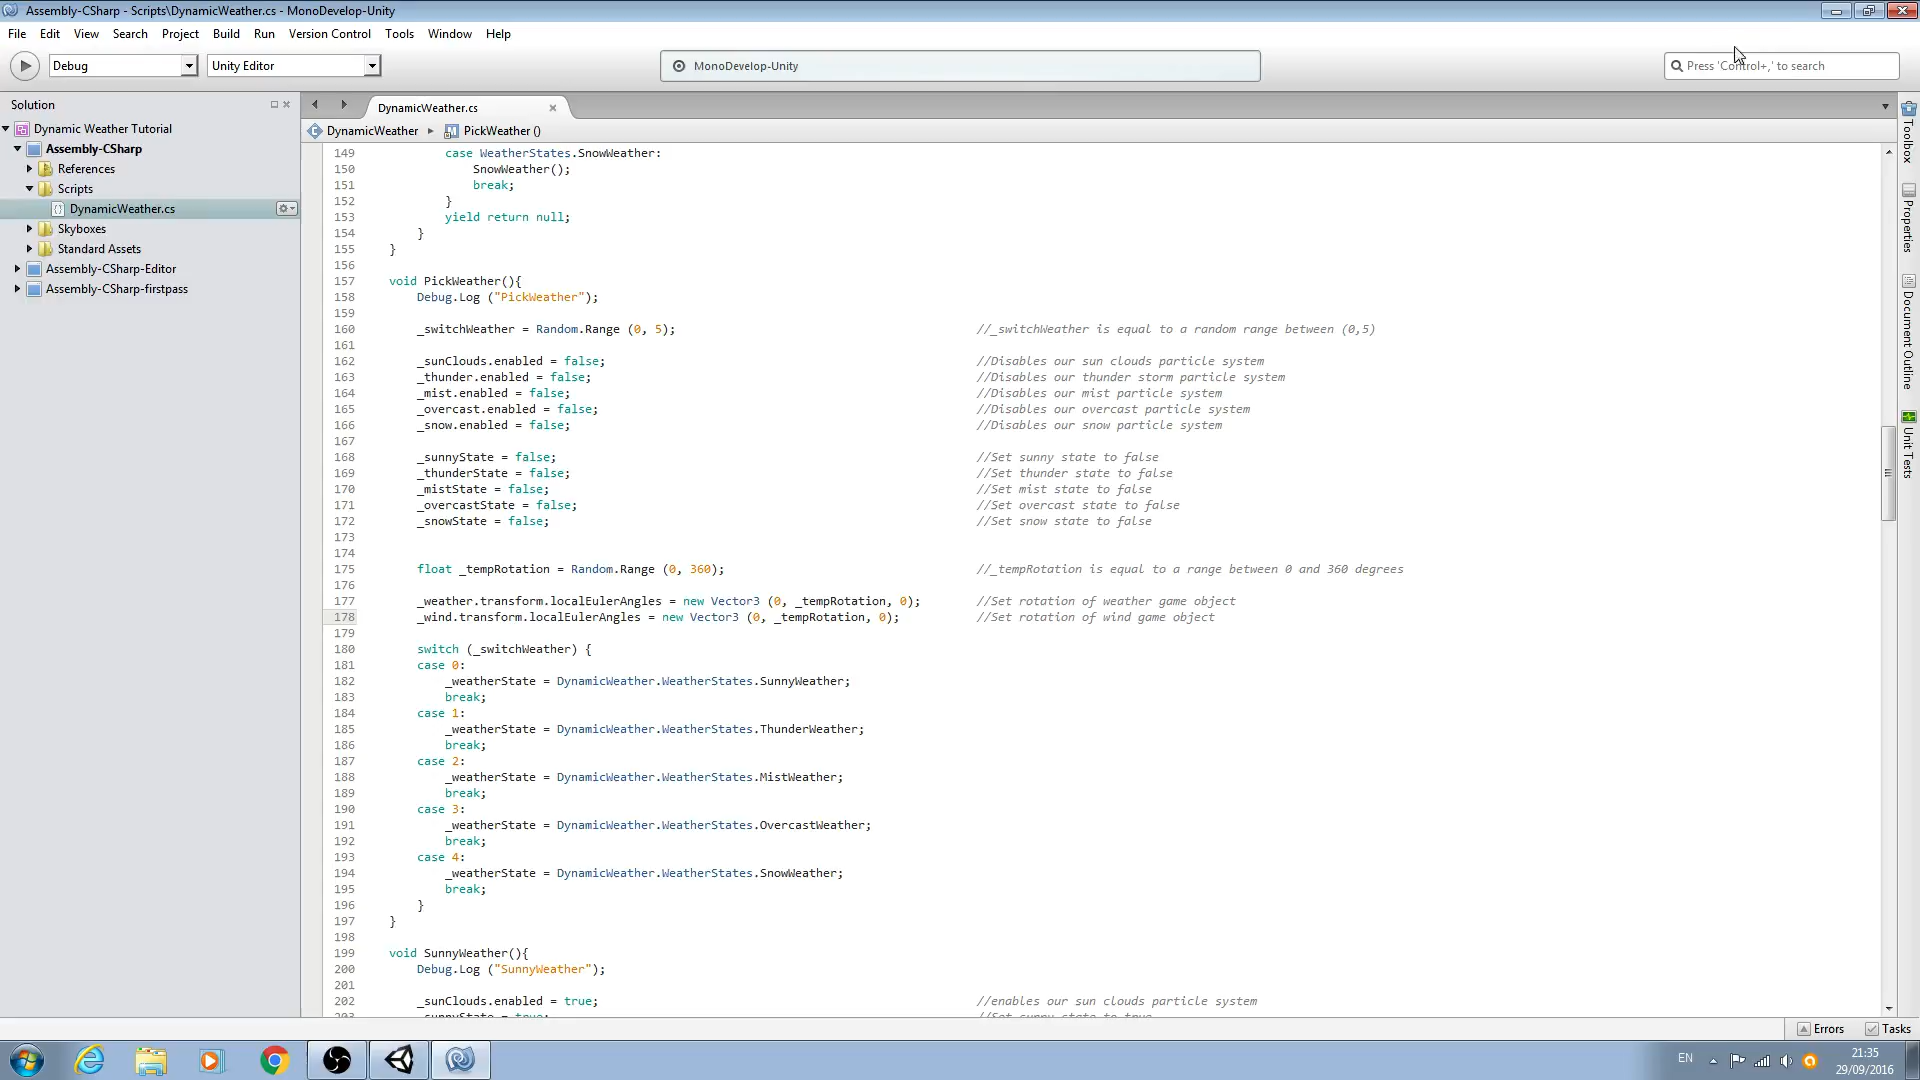 Assembly-CSharp - Scripts\DynamicWeather.cs - MonoDevelop-Unity
File Edit View Search Project Build Run Version Control Tools Window Help
Debug Unity Editor MonoDevelop-Unity Press 'Control+,' to search
Solution
Dynamic Weather Tutorial
Assembly-CSharp
References
Scripts
DynamicWeather.cs
Skyboxes
Standard Assets
Assembly-CSharp-Editor
Assembly-CSharp-firstpass
DynamicWeather.cs
DynamicWeather PickWeather ()
149 case WeatherStates.SnowWeather:
150 SnowWeather();
151 break;
152 }
153 yield return null;
154 }
155 }
156
157 void PickWeather(){
158 Debug.Log ("PickWeather");
159
160 _switchWeather = Random.Range (0, 5); //_switchWeather is equal to a random range between (0,5)
161
162 _sunClouds.enabled = false; //Disables our sun clouds particle system
163 _thunder.enabled = false; //Disables our thunder storm particle system
164 _mist.enabled = false; //Disables our mist particle system
165 _overcast.enabled = false; //Disables our overcast particle system
166 _snow.enabled = false; //Disables our snow particle system
167
168 _sunnyState = false; //Set sunny state to false
169 _thunderState = false; //Set thunder state to false
170 _mistState = false; //Set mist state to false
171 _overcastState = false; //Set overcast state to false
172 _snowState = false; //Set snow state to false
173
174
175 float _tempRotation = Random.Range (0, 360); //_tempRotation is equal to a range between 0 and 360 degrees
176
177 _weather.transform.localEulerAngles = new Vector3 (0, _tempRotation, 0); //Set rotation of weather game object
178 _wind.transform.localEulerAngles = new Vector3 (0, _tempRotation, 0); //Set rotation of wind game object
179
180 switch (_switchWeather) {
181 case 0:
182 _weatherState = DynamicWeather.WeatherStates.SunnyWeather;
183 break;
184 case 1:
185 _weatherState = DynamicWeather.WeatherStates.ThunderWeather;
186 break;
187 case 2:
188 _weatherState = DynamicWeather.WeatherStates.MistWeather;
189 break;
190 case 3:
191 _weatherState = DynamicWeather.WeatherStates.OvercastWeather;
192 break;
193 case 4:
194 _weatherState = DynamicWeather.WeatherStates.SnowWeather;
195 break;
196 }
197 }
198
199 void SunnyWeather(){
200 Debug.Log ("SunnyWeather");
201
202 _sunClouds.enabled = true; //enables our sun clouds particle system
203 _sunnyState = true; //Set sunny state to true
Toolbox
Properties
Document Outline
Unit Tests
Errors Tasks
EN
21:35
29/09/2016